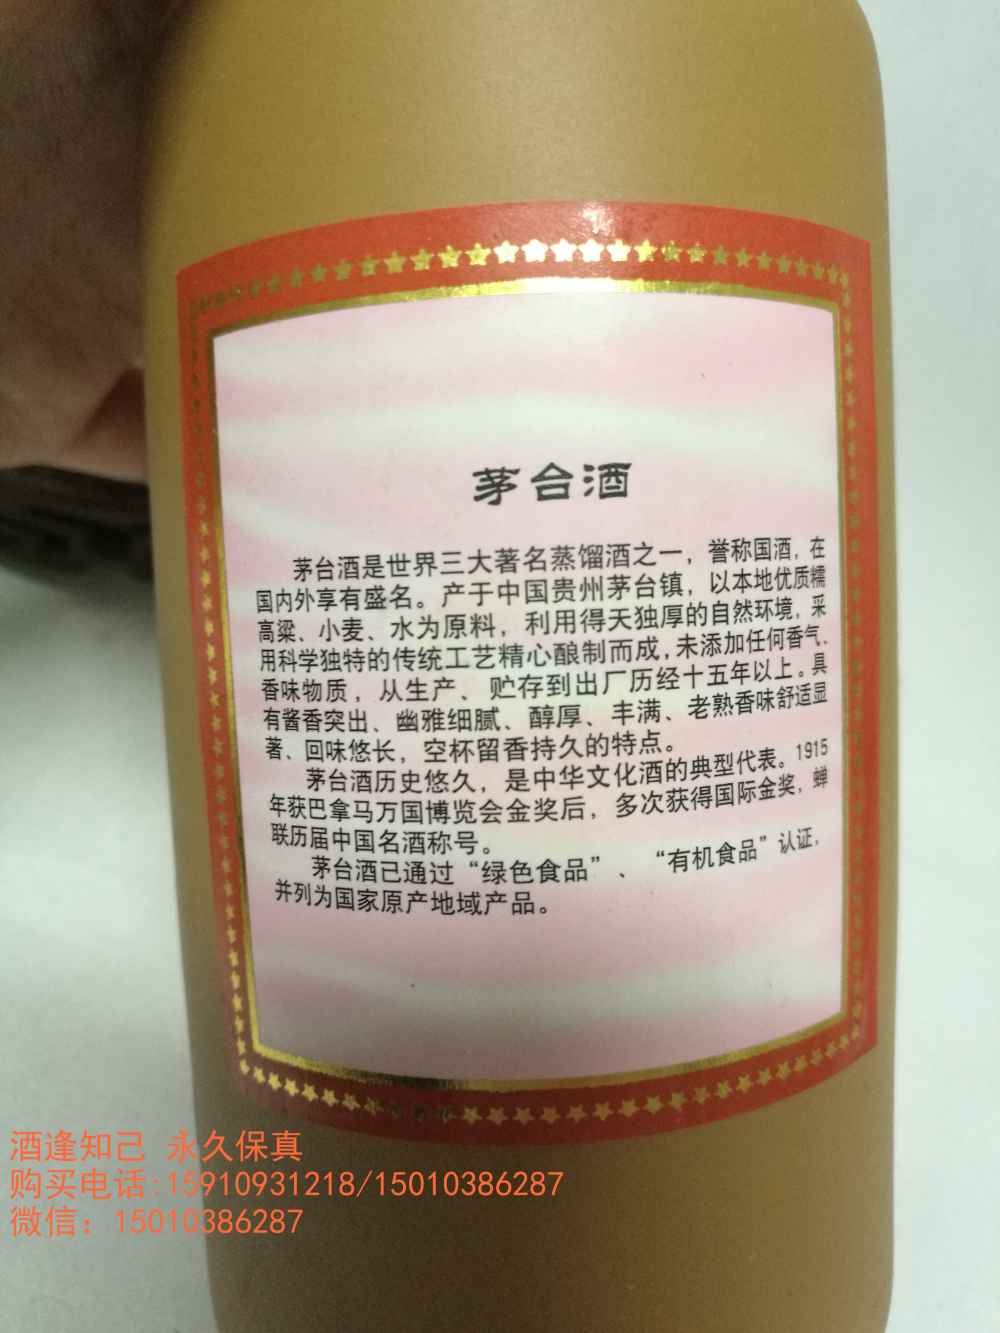 茅台酒
茅台酒是世界三大著名蒸馏酒之一，誉称国酒，在
国内外享有盛名。产于中国贵州茅台镇，以本地优质糯
高粱、小麦、水为原料，利用得天独厚的自然环境，采
用科学独特的传统工艺精心酿制而成，未添加任何香气、
香味物质，从生产、贮存到出厂历经十五年以上。具
有酱香突出、幽雅细腻、醇厚、丰满、老熟香味舒适显
著、回味悠长，空杯留香持久的特点。
茅台酒历史悠久，是中华文化酒的典型代表。1915
年获巴拿马万国博览会金奖后，多次获得国际金奖，蝉
联历届中国名酒称号。
茅台酒已通过“绿色食品”、“有机食品”认证，
并列为国家原产地域产品。
酒逢知己 永久保真
购买电话:15910931218/15010386287
微信：15010386287